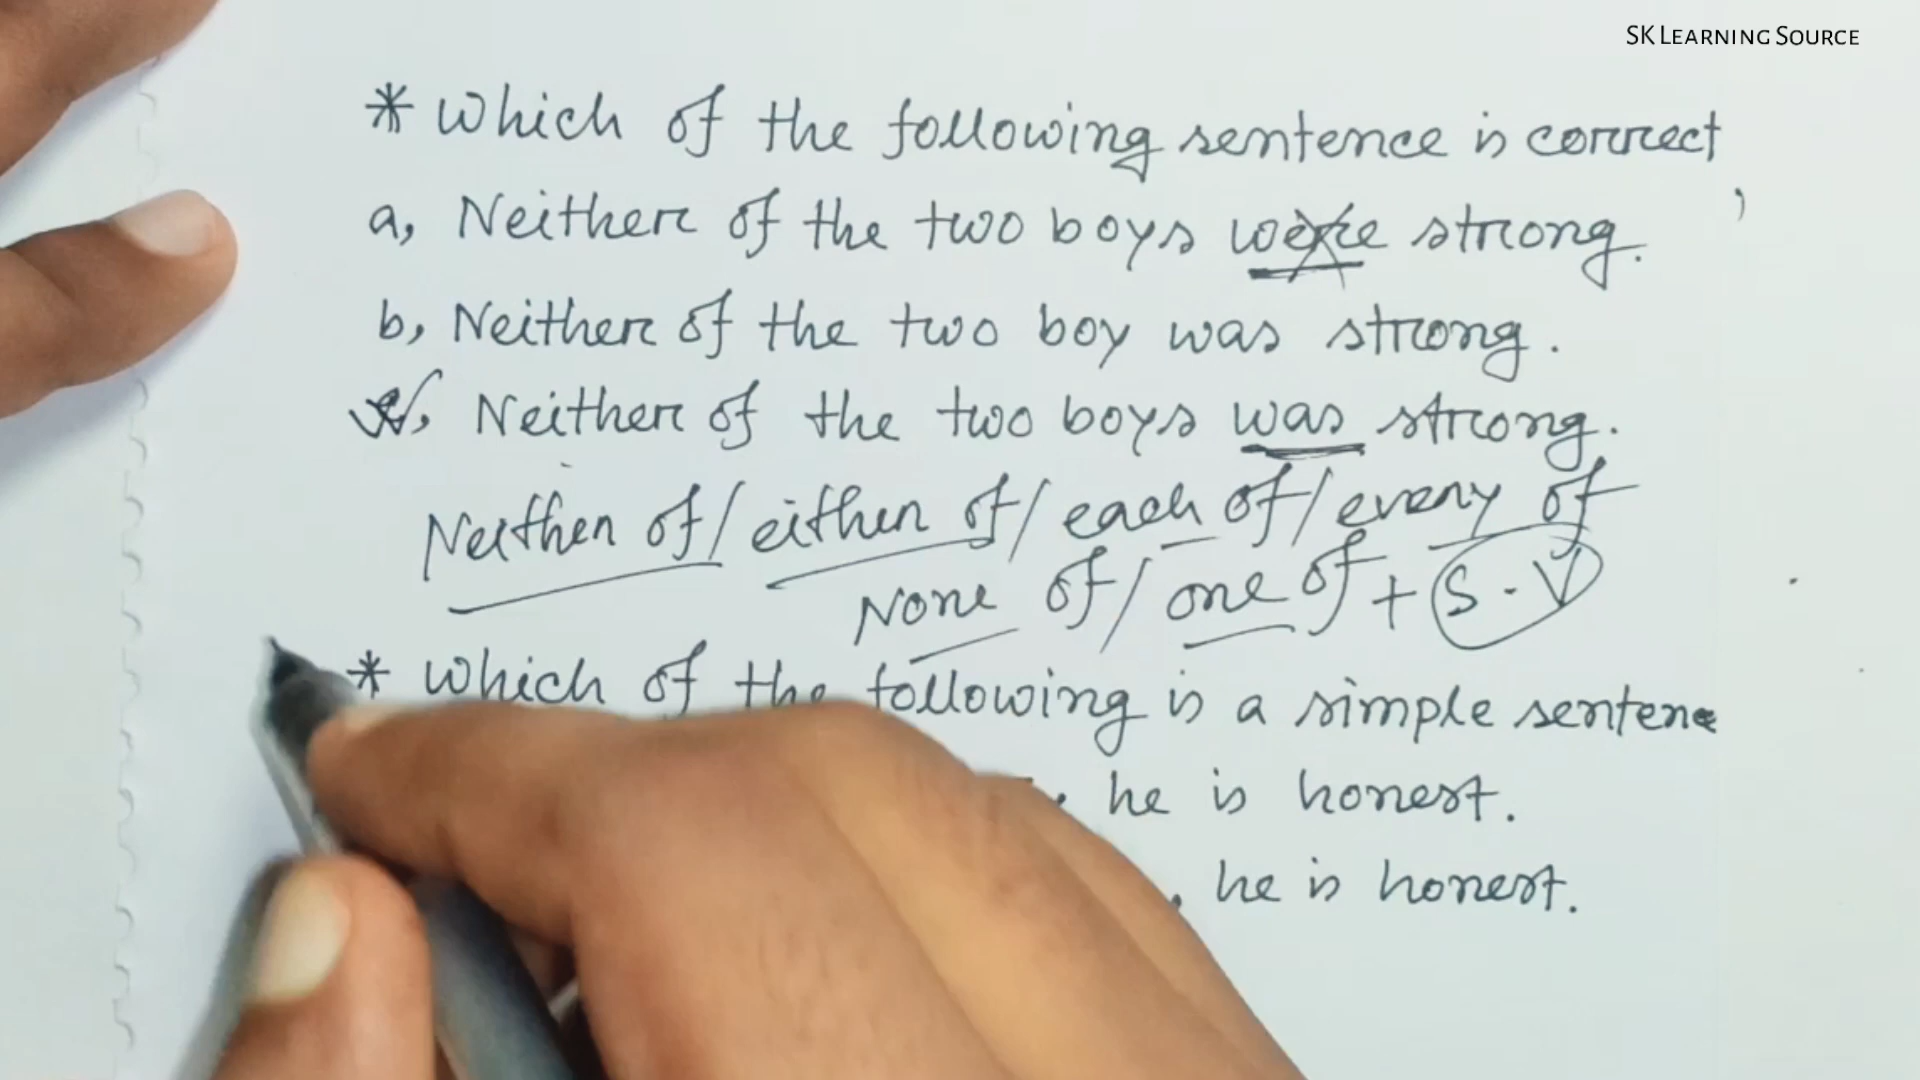 SK LEARNING SOURCE
* Which of the following sentence is correct,
a, Neither of the two boys were strong.
b, Neither of the two boy was strong.
Neither of the two boys was strong.
Neither of / either of / each of / every of
None of / one of + S - V
* Which of the following is a simple sentence
he is honest.
, he is honest.